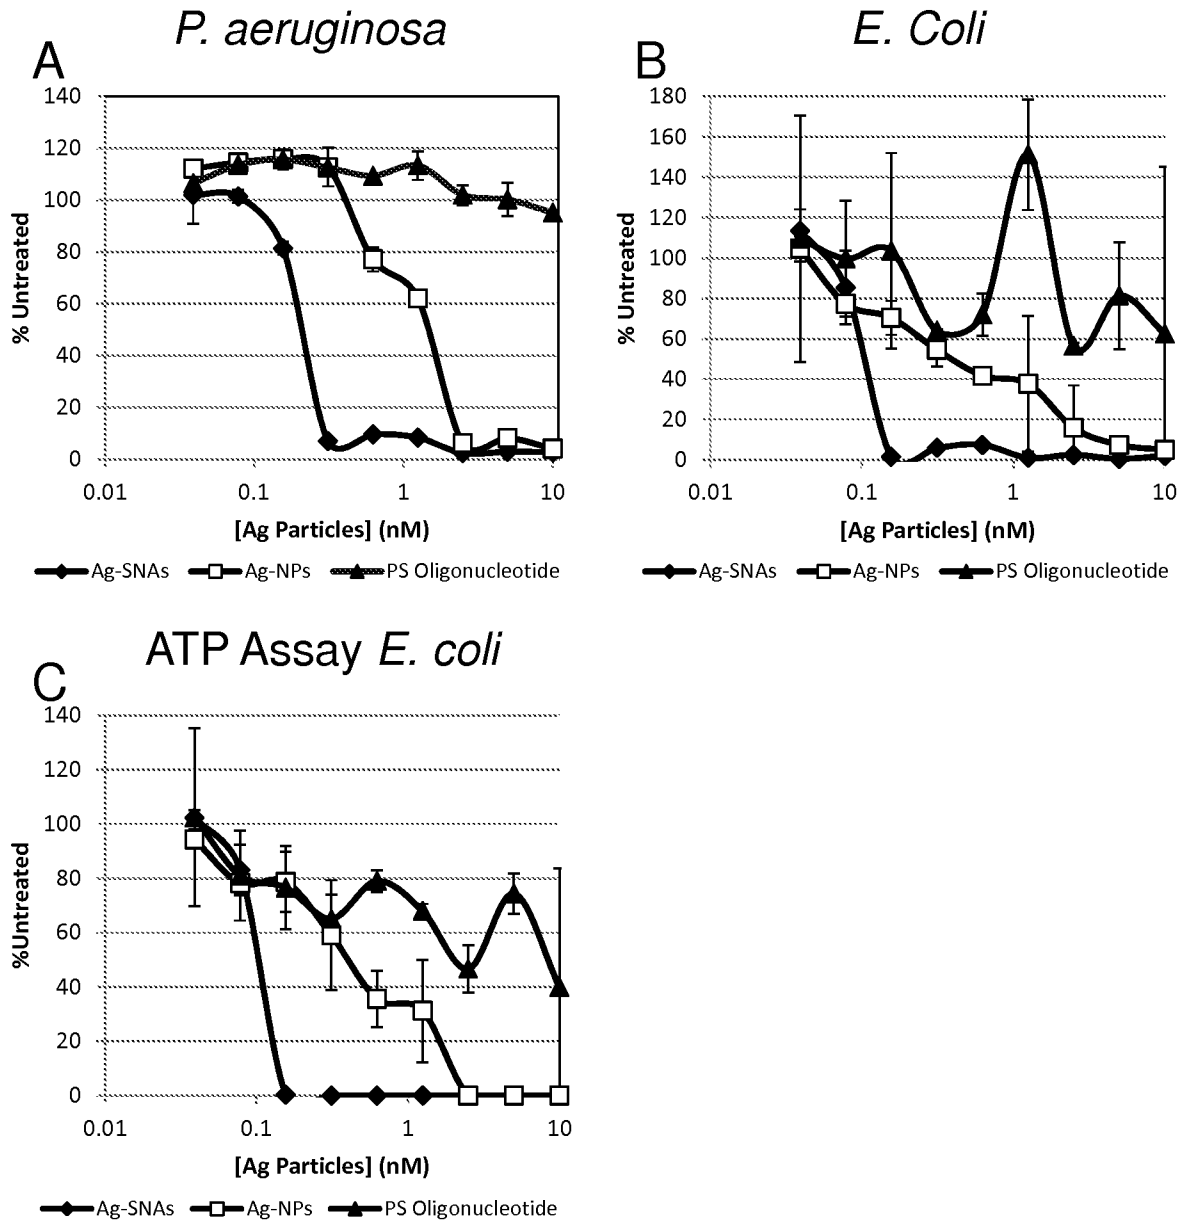 P. aeruginosa
A
140
120
100
80
60
40
20
0
% Untreated
0.01 0.1 1 10
[Ag Particles] (nM)
Ag-SNAs Ag-NPs PS Oligonucleotide
E. Coli
B
180
160
140
120
100
80
60
40
20
0
% Untreated
0.01 0.1 1 10
[Ag Particles] (nM)
Ag-SNAs Ag-NPs PS Oligonucleotide
ATP Assay E. coli
C
140
120
100
80
60
40
20
0
%Untreated
0.01 0.1 1 10
[Ag Particles] (nM)
Ag-SNAs Ag-NPs PS Oligonucleotide